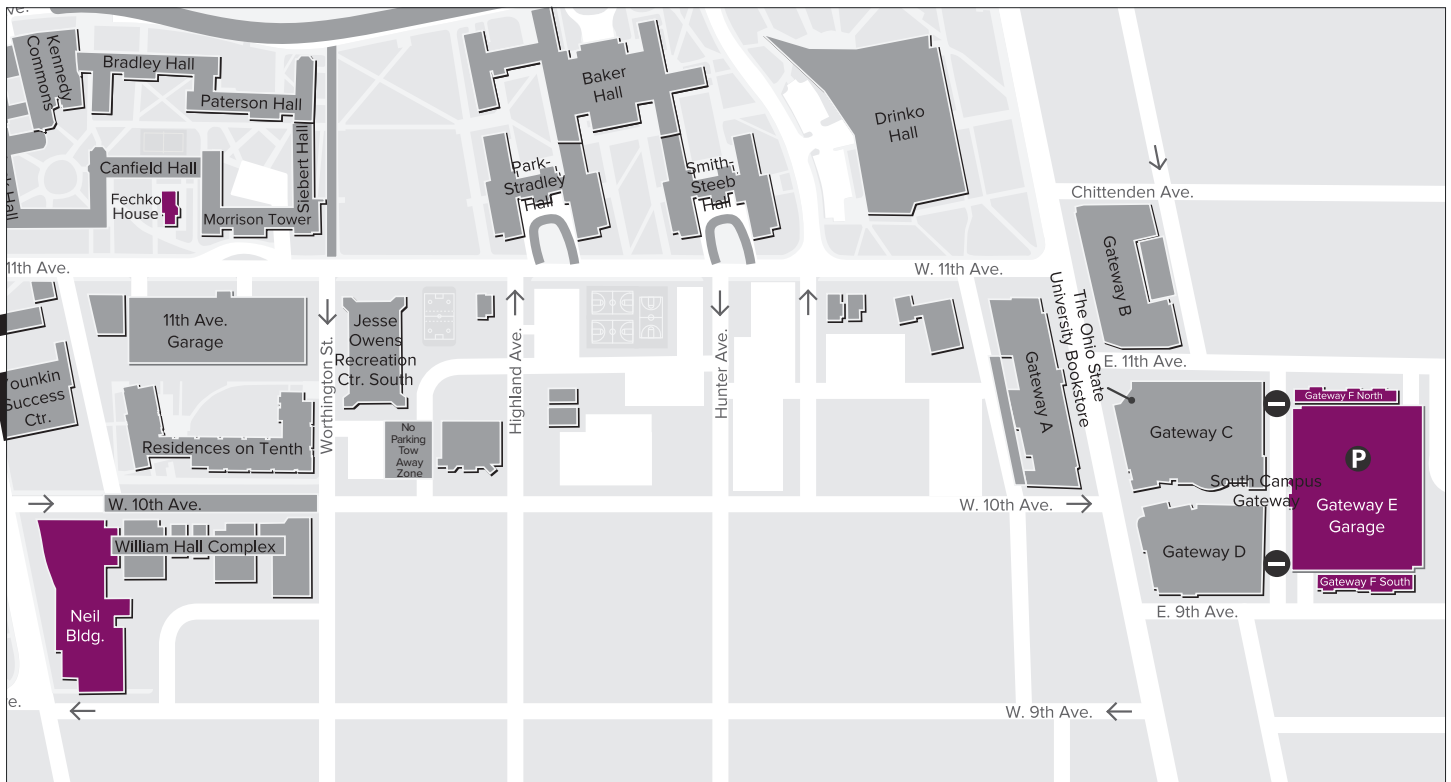 Kennedy
Commons
Bradley Hall
Paterson Hall
Baker
Hall
Drinko
Hall
Siebert Hall
Canfield Hall
Park-
Stradley
Hall
Smith-
Steeb
Hall
Fechko
House
Morrison Tower
Chittenden Ave.
Gateway B
11th Ave.
W. 11th Ave.
The Ohio State
University Bookstore
11th Ave.
Garage
Worthington St.
Jesse
Owens
Recreation
Ctr. South
Highland Ave.
Hunter Ave.
Gateway A
E. 11th Ave.
Success
Ctr.
Gateway F North
Gateway C
No
Parking
Tow
Away
Zone
Residences on Tenth
P
South Campus
Gateway
Gateway E
Garage
W. 10th Ave.
W. 10th Ave.
William Hall Complex
Gateway D
Gateway F South
Neil
Bldg.
E. 9th Ave.
W. 9th Ave.